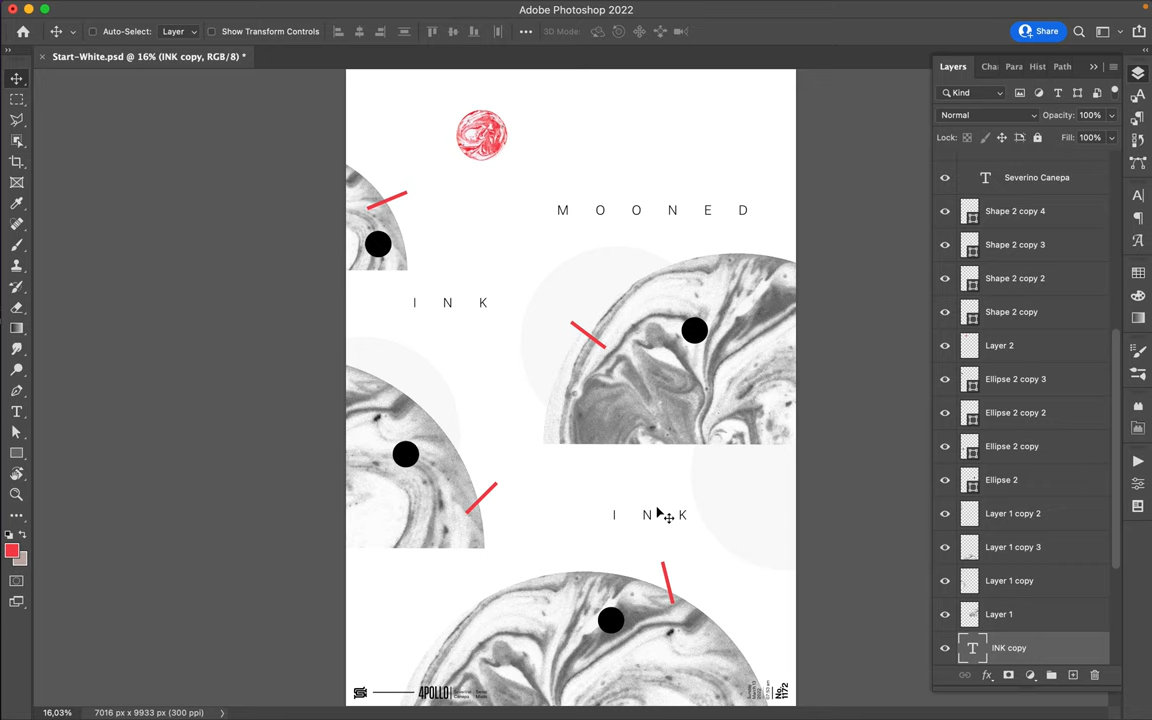 Adobe Photoshop 2022
Auto-Select: Layer Show Transform Controls 3D Mode: Share
× Start-White.psd @ 16% (INK copy, RGB/8) *
Layers Cha Para Hist Path
Kind
Normal Opacity: 100%
Lock: Fill: 100%
Severino Canepa
Shape 2 copy 4
Shape 2 copy 3
Shape 2 copy 2
Shape 2 copy
Layer 2
Ellipse 2 copy 3
Ellipse 2 copy 2
Ellipse 2 copy
Ellipse 2
Layer 1 copy 2
Layer 1 copy 3
Layer 1 copy
Layer 1
INK copy
M O O N E D
I N K
I N K
4POLLO
Severino
Canepa
No.
1172
16,03% 7016 px x 9933 px (300 ppi)